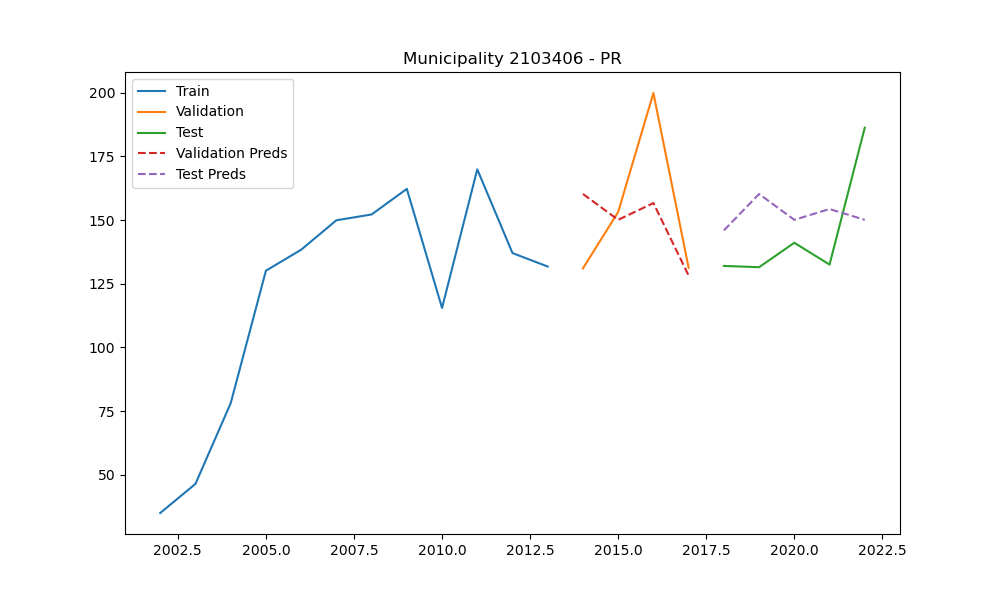 Municipality 2103406 - PR
200
175
150
125
100
75
50
Train
Validation
Test
Validation Preds
Test Preds
2002.5 2005.0 2007.5 2010.0 2012.5 2015.0 2017.5 2020.0 2022.5